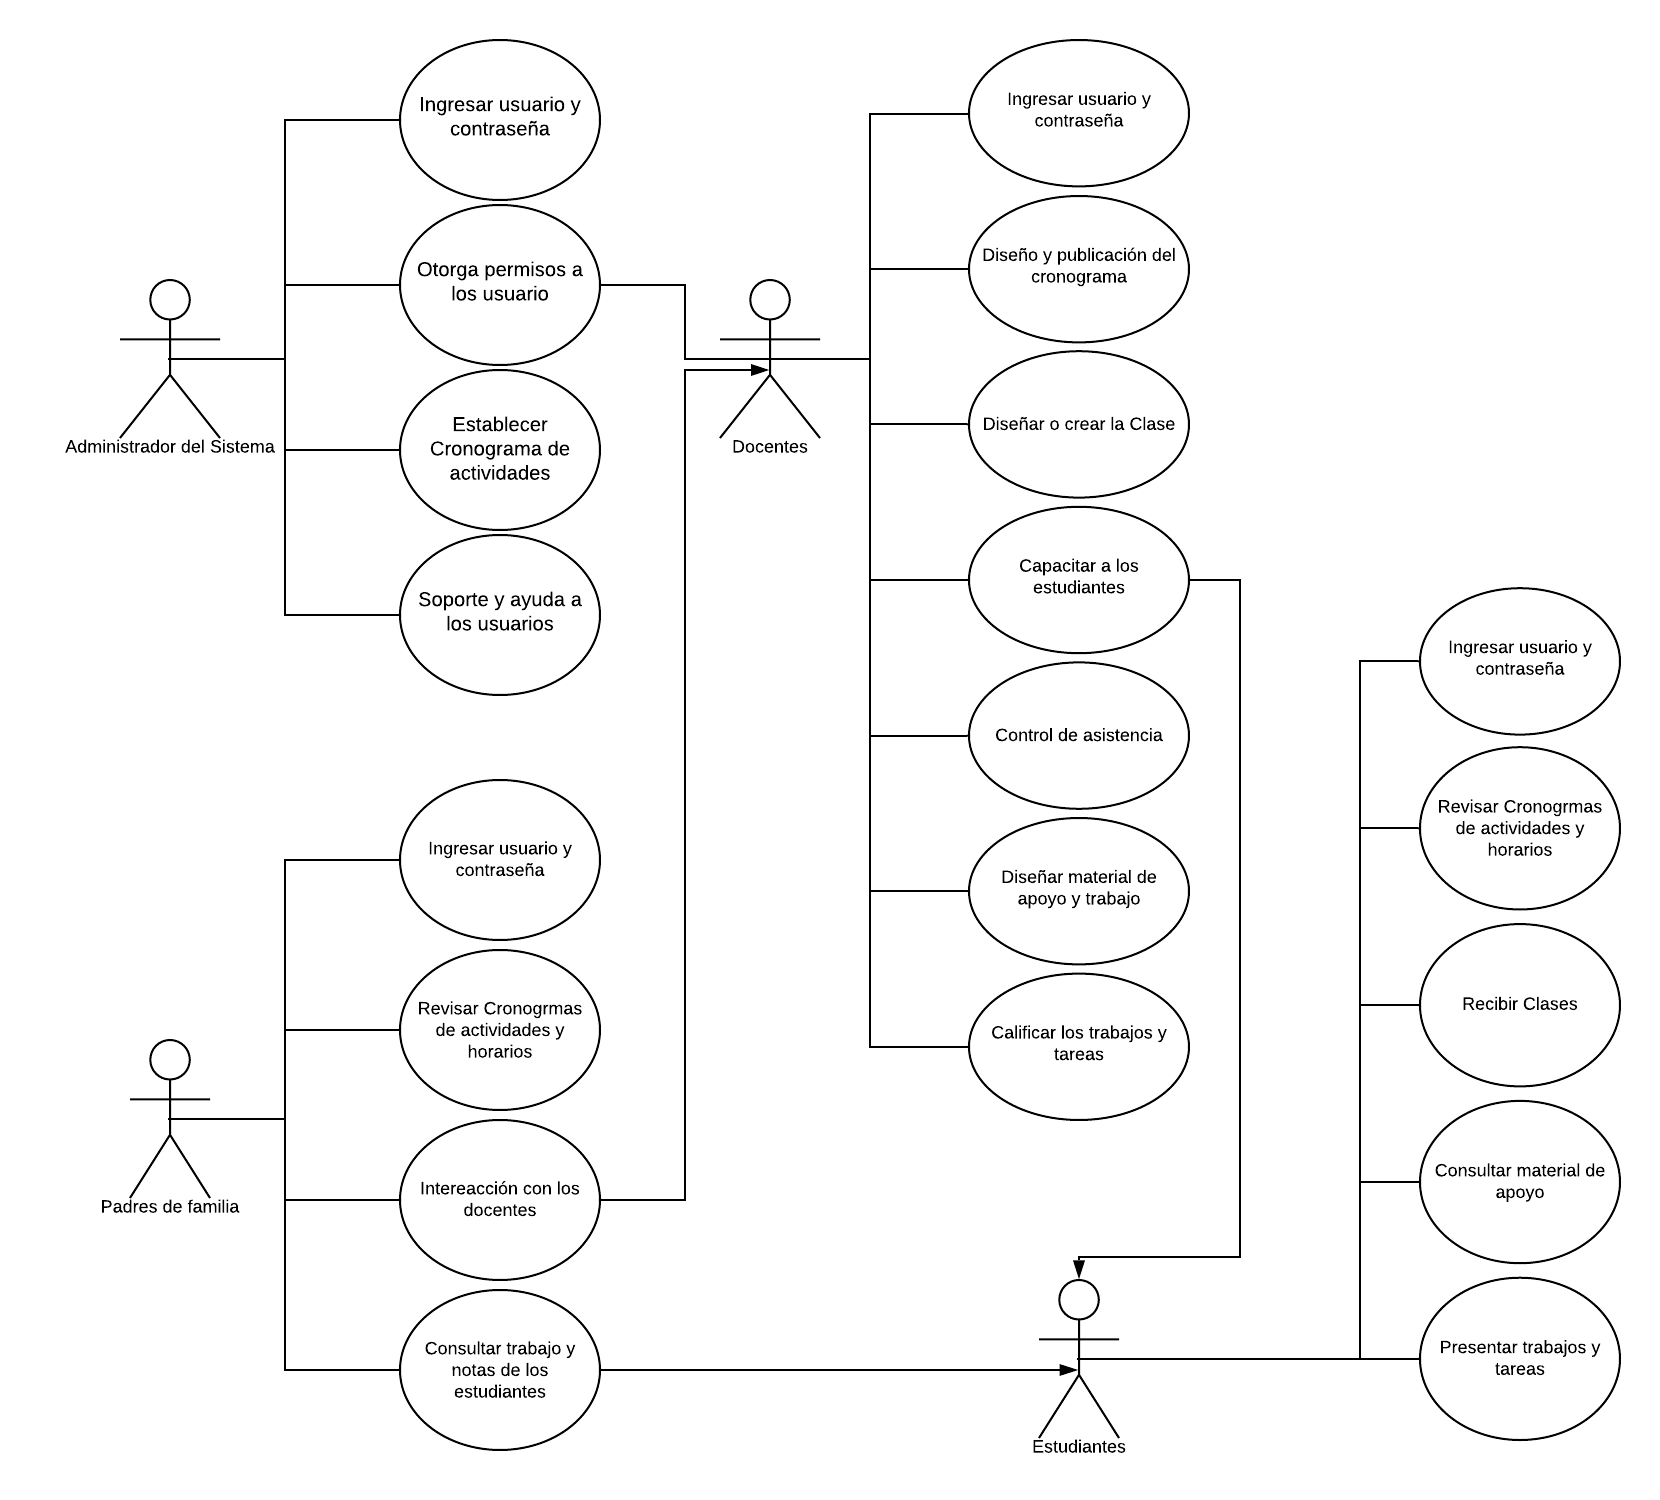 Ingresar usuario y
contraseña
Otorga permisos a
los usuario
Establecer
Cronograma de
actividades
Soporte y ayuda a
los usuarios
Administrador del Sistema
Docentes
Ingresar usuario y
contraseña
Diseño y publicación del
cronograma
Diseñar o crear la Clase
Capacitar a los
estudiantes
Control de asistencia
Diseñar material de
apoyo y trabajo
Calificar los trabajos y
tareas
Ingresar usuario y
contraseña
Revisar Cronogrmas
de actividades y
horarios
Intereacción con los
docentes
Consultar trabajo y
notas de los
estudiantes
Padres de familia
Estudiantes
Ingresar usuario y
contraseña
Revisar Cronogrmas
de actividades y
horarios
Recibir Clases
Consultar material de
apoyo
Presentar trabajos y
tareas